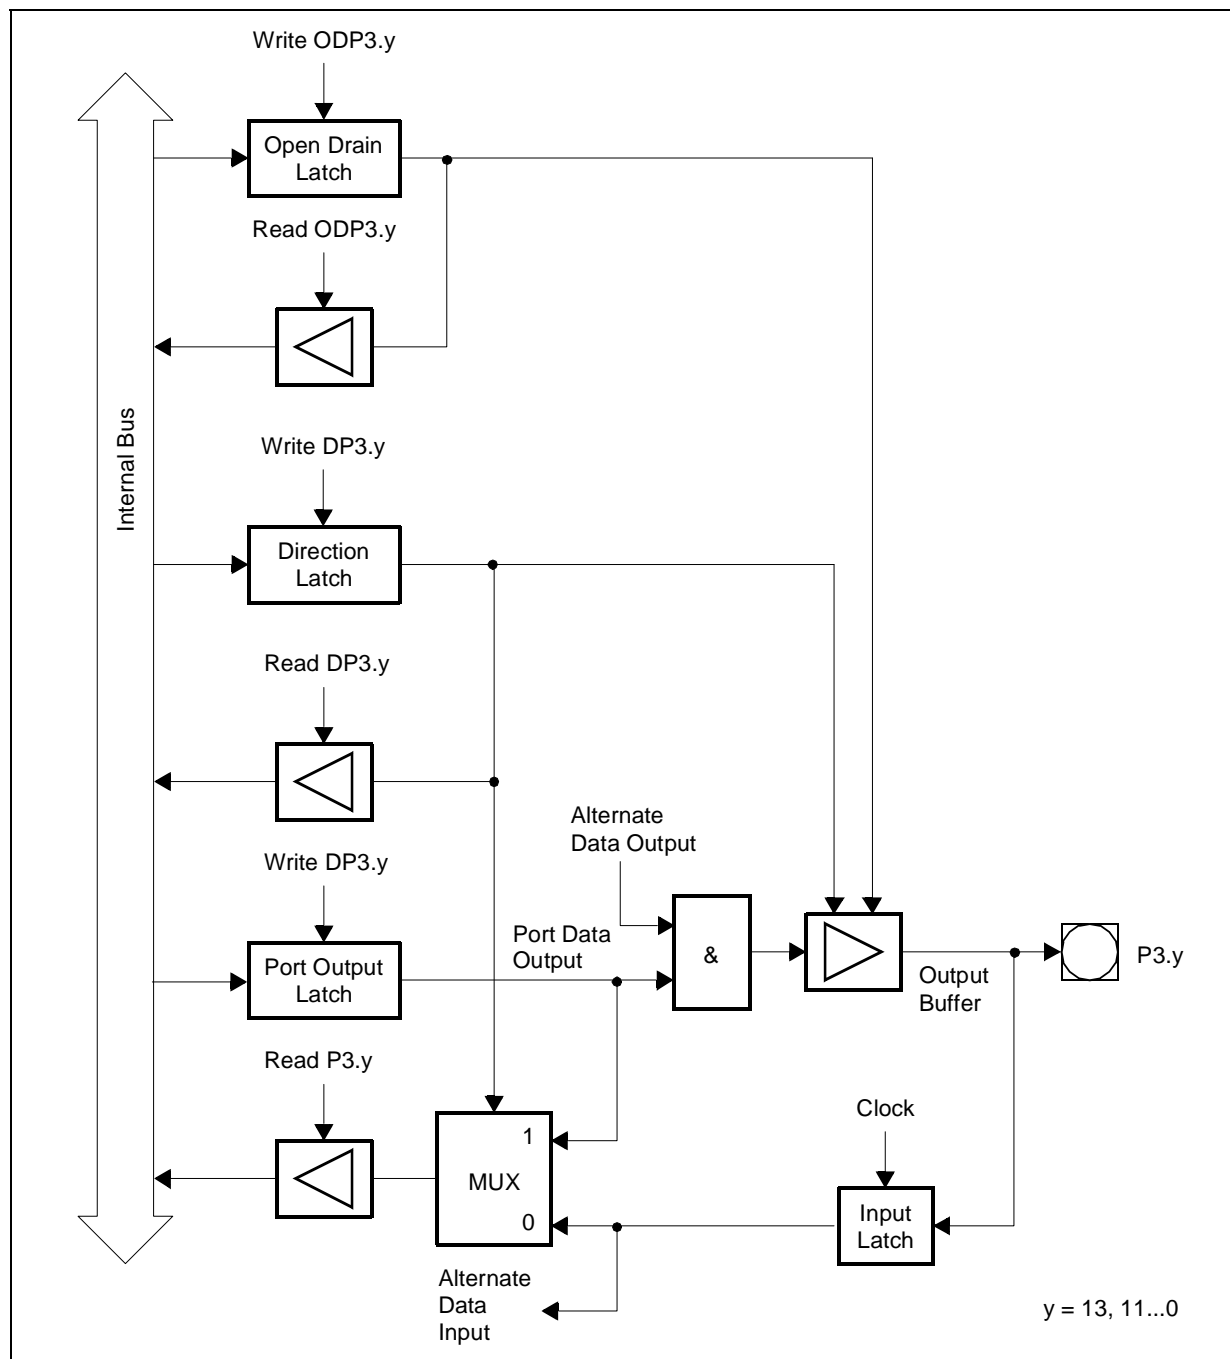 Write ODP3.y
Open Drain
Latch
Read ODP3.y
Internal Bus
Write DP3.y
Direction
Latch
Read DP3.y
Alternate
Data Output
Write DP3.y
Port Data
Output
Port Output
Latch
&
P3.y
Output
Buffer
Read P3.y
Clock
1
MUX
0
Input
Latch
Alternate
Data
Input
y = 13, 11...0